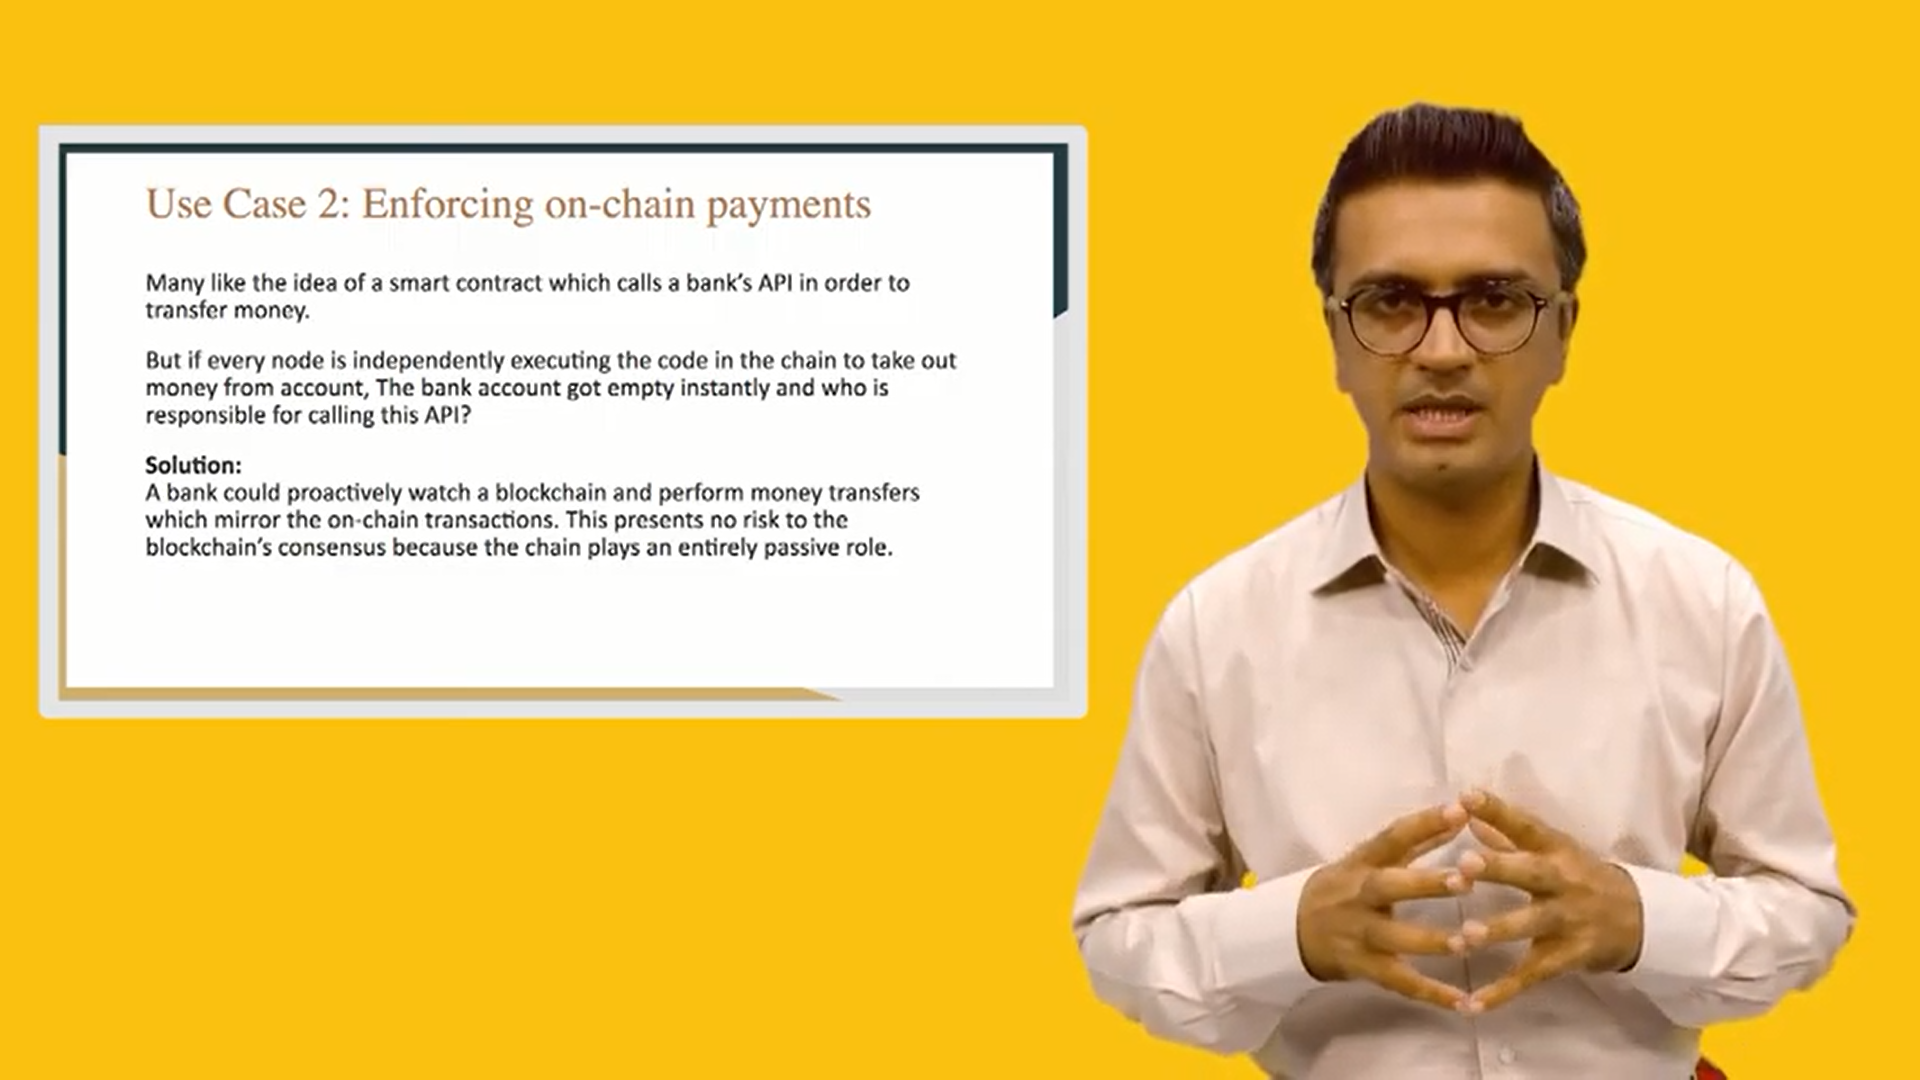 Use Case 2: Enforcing on-chain payments
Many like the idea of a smart contract which calls a bank's API in order to
transfer money.
But if every node is independently executing the code in the chain to take out
money from account, The bank account got empty instantly and who is
responsible for calling this API?
Solution:
A bank could proactively watch a blockchain and perform money transfers
which mirror the on-chain transactions. This presents no risk to the
blockchain's consensus because the chain plays an entirely passive role.